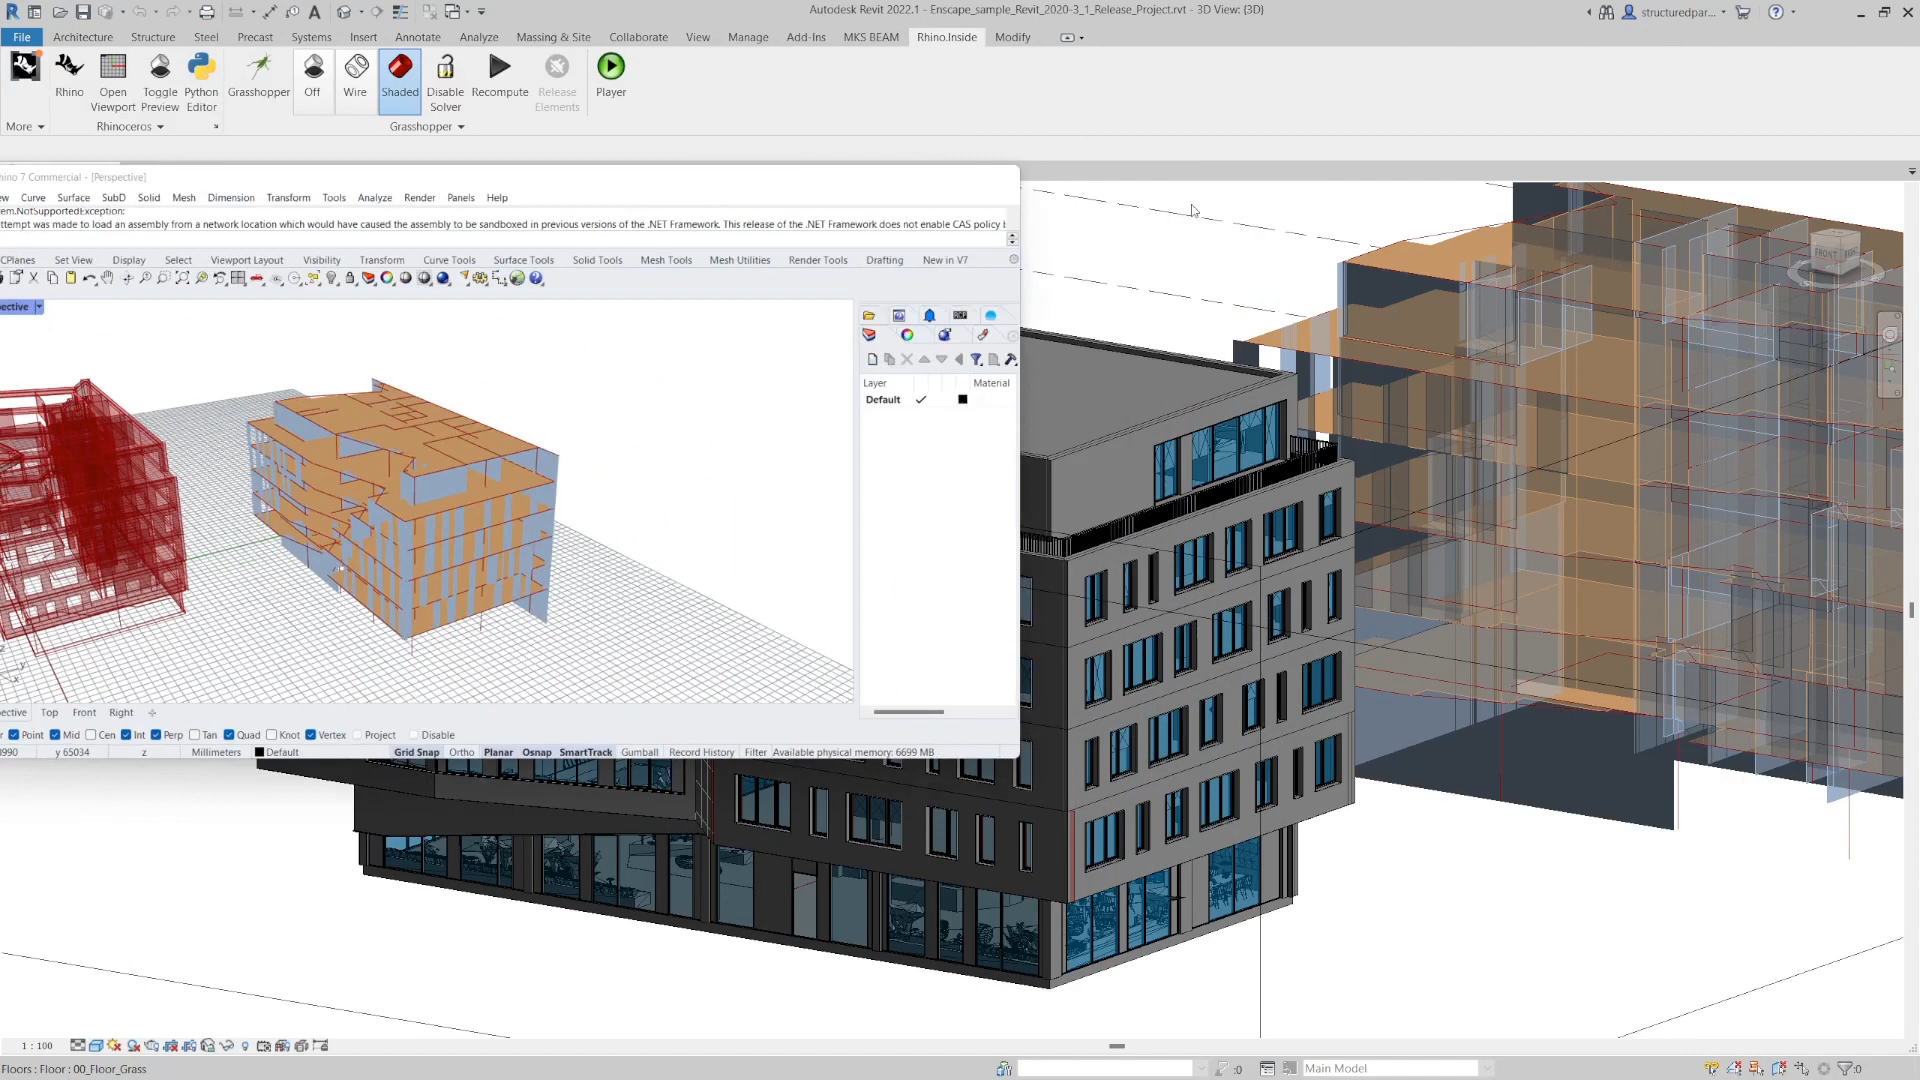 Autodesk Revit 2022.1 - Enscape_sample_Revit_2020-3_1_Release_Project.rvt - 3D View: {3D}
structuredpar...
File Architecture Structure Steel Precast Systems Insert Annotate Analyze Massing & Site Collaborate View Manage Add-Ins MKS BEAM Rhino.Inside Modify
Rhino Open Viewport Toggle Preview Python Editor Grasshopper Off Wire Shaded Disable Solver Recompute Release Elements Player
More Rhinoceros Grasshopper
hino 7 Commercial - [Perspective]
ew Curve Surface SubD Solid Mesh Dimension Transform Tools Analyze Render Panels Help
tem.NotSupportedException:
ttempt was made to load an assembly from a network location which would have caused the assembly to be sandboxed in previous versions of the .NET Framework. This release of the .NET Framework does not enable CAS policy b
CPlanes Set View Display Select Viewport Layout Visibility Transform Curve Tools Surface Tools Solid Tools Mesh Tools Mesh Utilities Render Tools Drafting New in V7
pective
FRONT
Layer Material
Default
z
y
x
pective Top Front Right
r Point Mid Cen Int Perp Tan Quad Knot Vertex Project Disable
8990 y 65034 z Millimeters Default Grid Snap Ortho Planar Osnap SmartTrack Gumball Record History Filter Available physical memory: 6699 MB
1 : 100
Floors : Floor : 00_Floor_Grass
:0 Main Model :0